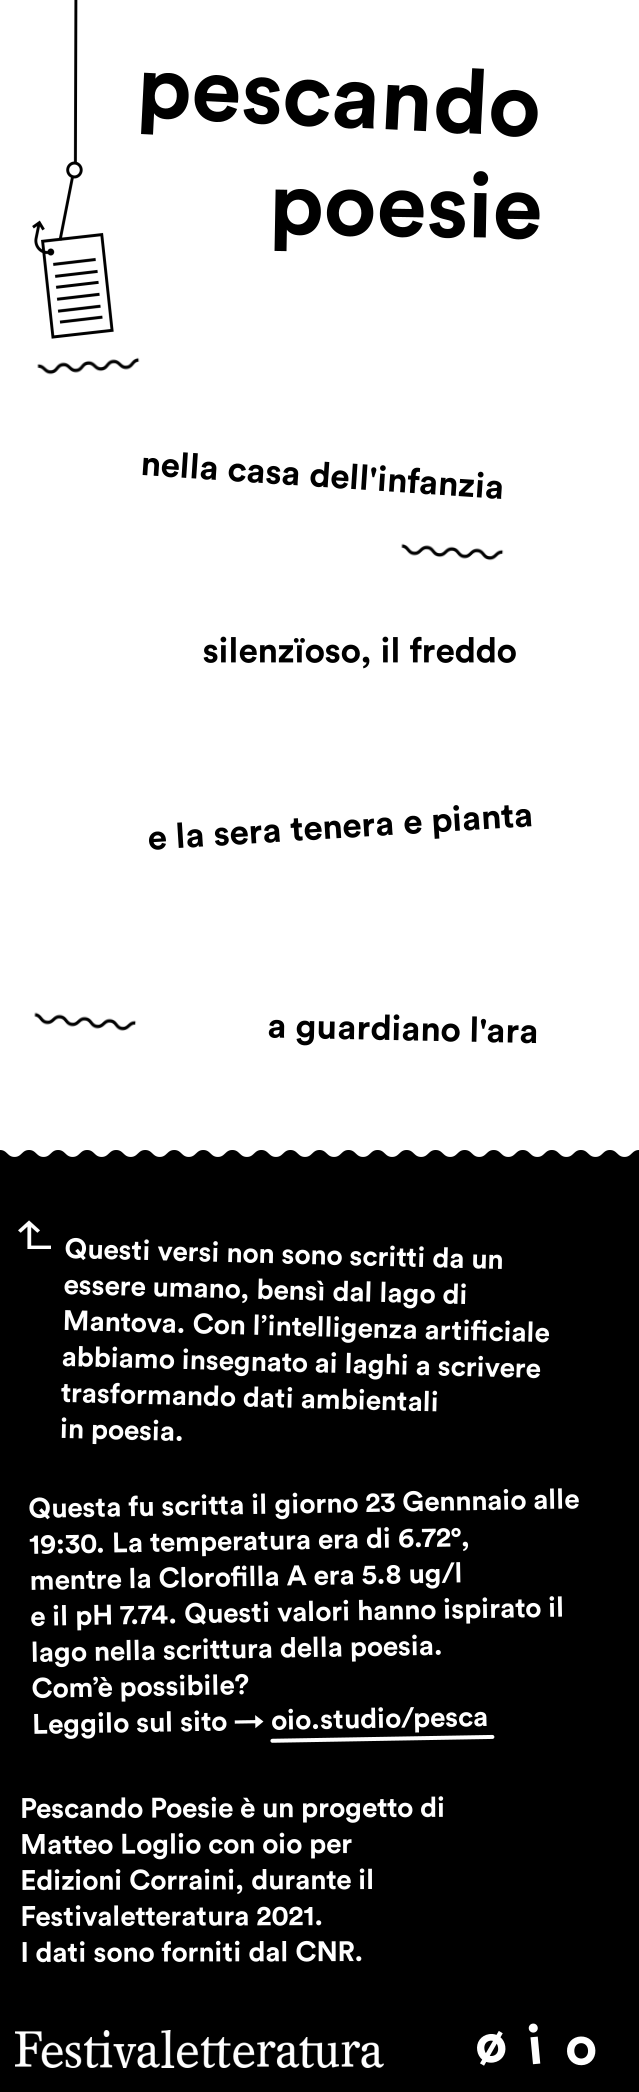 pescando
poesie
nella casa dell'infanzia
silenzïoso, il freddo
e la sera tenera e pianta
a guardiano l'ara
Questi versi non sono scritti da un
essere umano, bensì dal lago di
Mantova. Con l’intelligenza artificiale
abbiamo insegnato ai laghi a scrivere
trasformando dati ambientali
in poesia.
Questa fu scritta il giorno 23 Gennnaio alle
19:30. La temperatura era di 6.72°,
mentre la Clorofilla A era 5.8 ug/l
e il pH 7.74. Questi valori hanno ispirato il
lago nella scrittura della poesia.
Com’è possibile?
Leggilo sul sito → oio.studio/pesca
Pescando Poesie è un progetto di
Matteo Loglio con oio per
Edizioni Corraini, durante il
Festivaletteratura 2021.
I dati sono forniti dal CNR.
Festivaletteratura ø i o